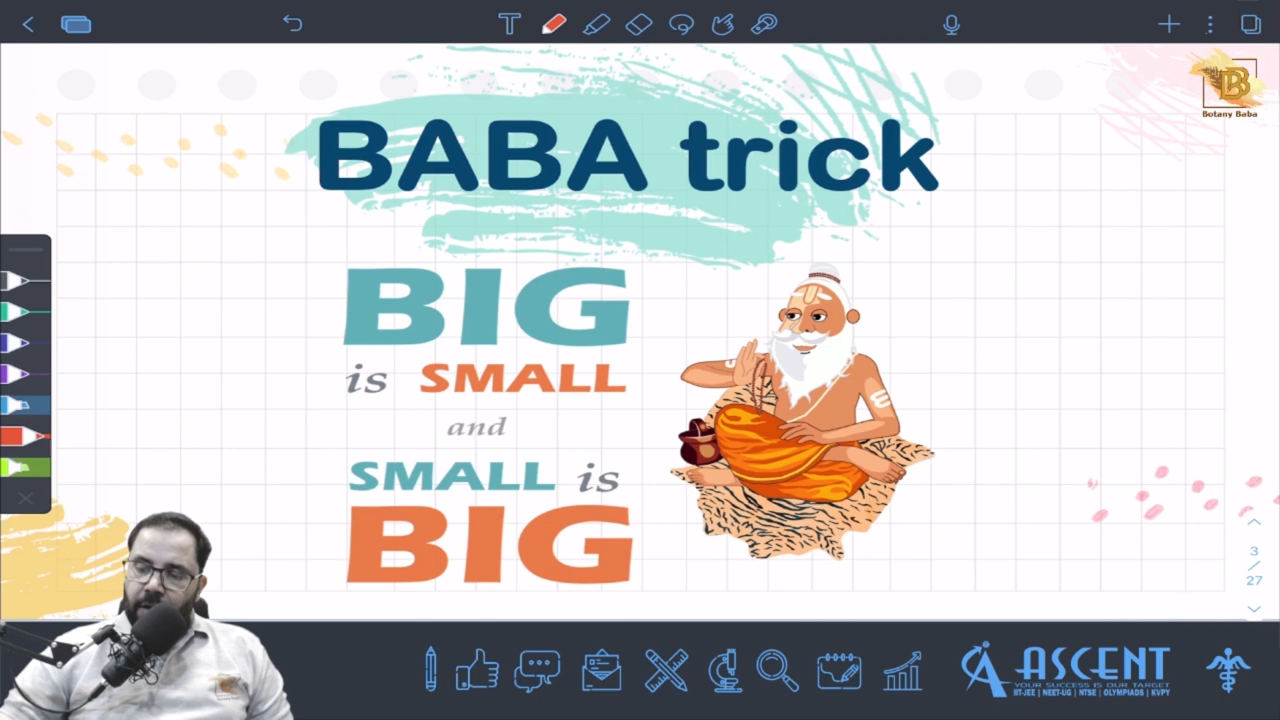 BABA trick
Botany Baba
BIG
is SMALL
and
SMALL is
BIG
3
/
27
ASCENT
YOUR SUCCESS IS OUR TARGET
IIT-JEE | NEET-UG | NTSE | OLYMPIADS | KVPY